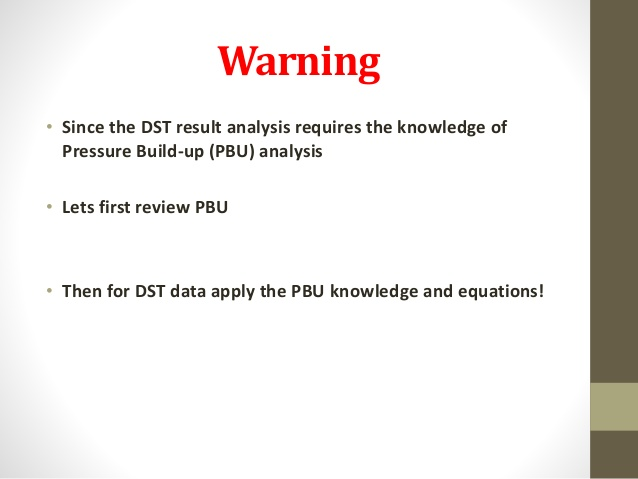 Warning
• Since the DST result analysis requires the knowledge of
Pressure Build-up (PBU) analysis
• Lets first review PBU
• Then for DST data apply the PBU knowledge and equations!